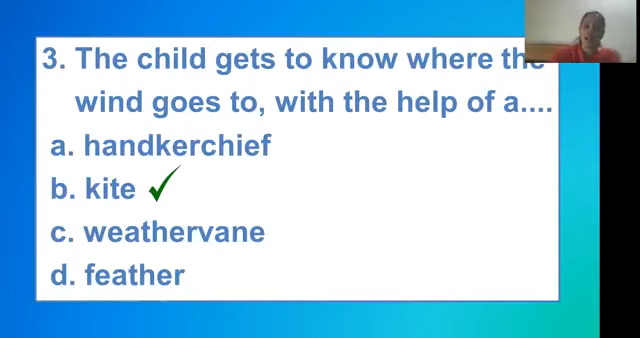 3. The child gets to know where the
wind goes to, with the help of a....
a. handkerchief
b. kite ✓
c. weathervane
d. feather